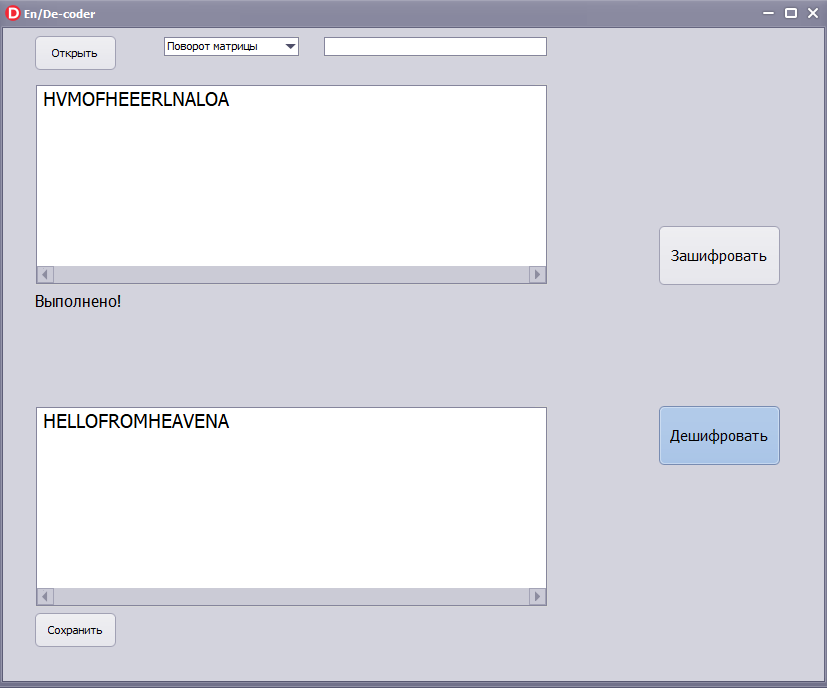 En/De-coder
Открыть
Поворот матрицы
HVMOFHEEERLNALOA
Зашифровать
Выполнено!
HELLOFROMHEAVENA
Дешифровать
Сохранить